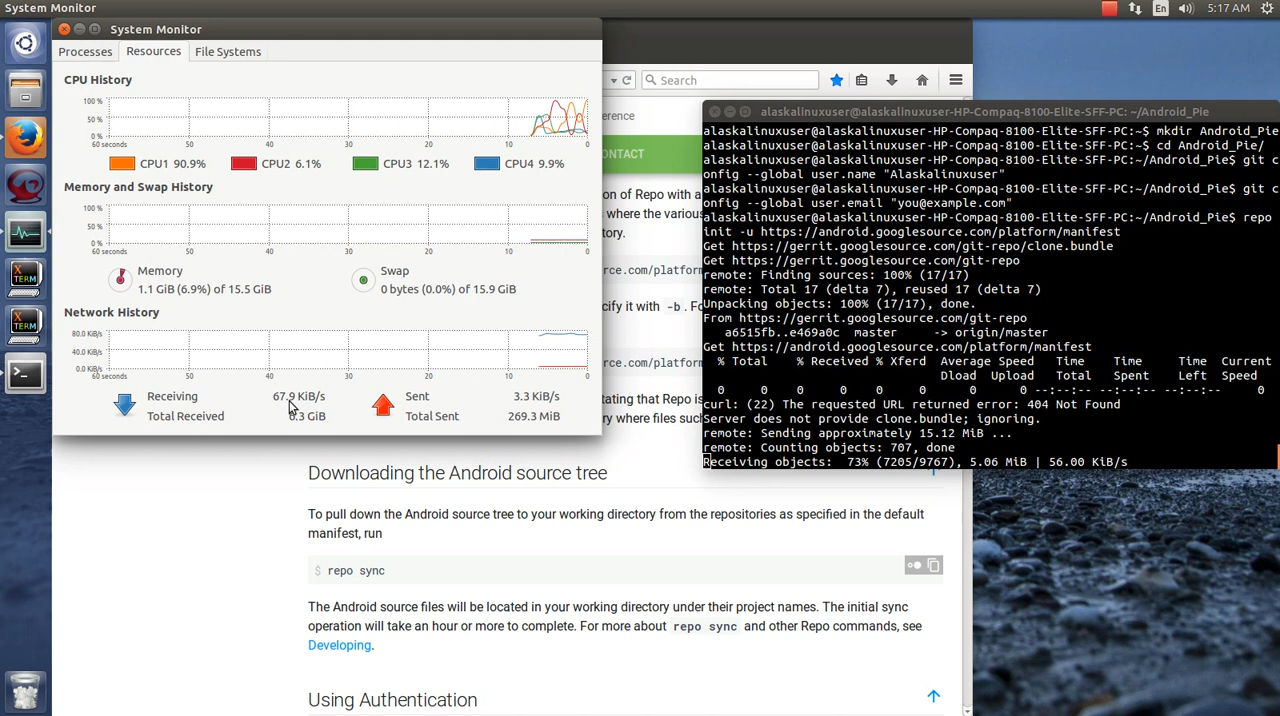 System Monitor
En
5:17 AM
System Monitor
Processes
Resources
File Systems
CPU History
100 %
50 %
0 %
60 seconds
50
40
30
20
10
0
CPU1 90.9%
CPU2 6.1%
CPU3 12.1%
CPU4 9.9%
Memory and Swap History
100 %
50 %
0 %
60 seconds
50
40
30
20
10
0
Memory
1.1 GiB (6.9%) of 15.5 GiB
Swap
0 bytes (0.0%) of 15.9 GiB
Network History
80.0 KiB/s
40.0 KiB/s
0.0 KiB/s
60 seconds
50
40
30
20
10
0
Receiving
67.9 KiB/s
Total Received
.3 GiB
Sent
3.3 KiB/s
Total Sent
269.3 MiB
XTERM
XTERM
Search
erence
ONTACT
on of Repo with a
s where the various
tory.
rce.com/platform
cify it with -b. Fo
rce.com/platform
tating that Repo is
ory where files such
Downloading the Android source tree
To pull down the Android source tree to your working directory from the repositories as specified in the default
manifest, run
$ repo sync
The Android source files will be located in your working directory under their project names. The initial sync
operation will take an hour or more to complete. For more about repo sync and other Repo commands, see
Developing.
Using Authentication
alaskalinuxuser@alaskalinuxuser-HP-Compaq-8100-Elite-SFF-PC: ~/Android_Pie
alaskalinuxuser@alaskalinuxuser-HP-Compaq-8100-Elite-SFF-PC:~$ mkdir Android_Pie
alaskalinuxuser@alaskalinuxuser-HP-Compaq-8100-Elite-SFF-PC:~$ cd Android_Pie/
alaskalinuxuser@alaskalinuxuser-HP-Compaq-8100-Elite-SFF-PC:~/Android_Pie$ git c
onfig --global user.name "Alaskalinuxuser"
alaskalinuxuser@alaskalinuxuser-HP-Compaq-8100-Elite-SFF-PC:~/Android_Pie$ git c
onfig --global user.email "you@example.com"
alaskalinuxuser@alaskalinuxuser-HP-Compaq-8100-Elite-SFF-PC:~/Android_Pie$ repo
init -u https://android.googlesource.com/platform/manifest
Get https://gerrit.googlesource.com/git-repo/clone.bundle
Get https://gerrit.googlesource.com/git-repo
remote: Finding sources: 100% (17/17)
remote: Total 17 (delta 7), reused 17 (delta 7)
Unpacking objects: 100% (17/17), done.
From https://gerrit.googlesource.com/git-repo
a6515fb..e469a0c master -> origin/master
Get https://android.googlesource.com/platform/manifest
% Total % Received % Xferd Average Speed Time Time Time Current
Dload Upload Total Spent Left Speed
0 0 0 0 0 0 0 0 --:--:-- --:--:-- --:--:-- 0
curl: (22) The requested URL returned error: 404 Not Found
Server does not provide clone.bundle; ignoring.
remote: Sending approximately 15.12 MiB ...
remote: Counting objects: 707, done
Receiving objects: 73% (7205/9767), 5.06 MiB | 56.00 KiB/s